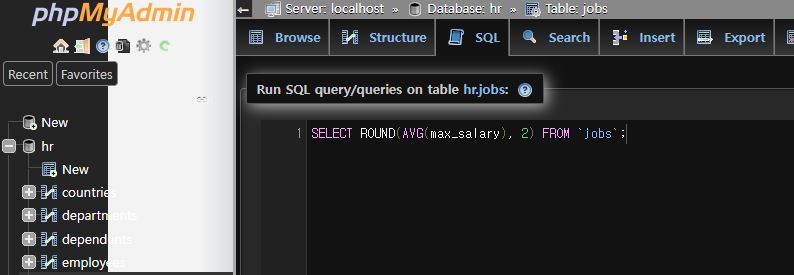 phpMyAdmin
Server: localhost » Database: hr » Table: jobs
Browse Structure SQL Search Insert Export
Recent Favorites
Run SQL query/queries on table hr.jobs:
New
hr
New
countries
departments
dependents
employees
1 SELECT ROUND(AVG(max_salary), 2) FROM `jobs`;